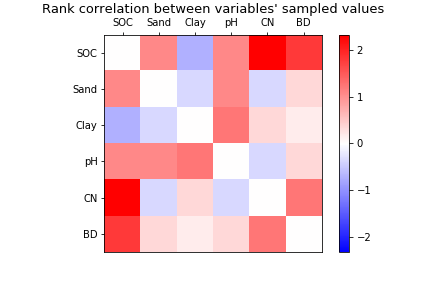 Rank correlation between variables' sampled values
SOC Sand Clay pH CN BD
SOC
Sand
Clay
pH
CN
BD
2
1
0
−1
−2